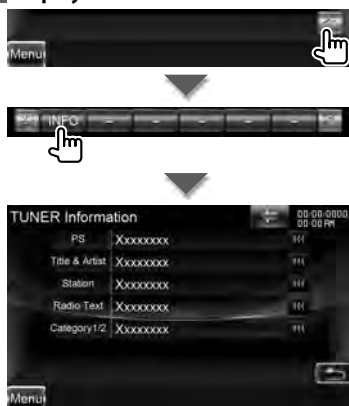 Menu
INFO
TUNER Information
00/00/0000
00:00 PM
PS Xxxxxxxx
Title & Artist Xxxxxxxx
Station Xxxxxxxx
Radio Text Xxxxxxxx
Category1/2 Xxxxxxxx
Menu